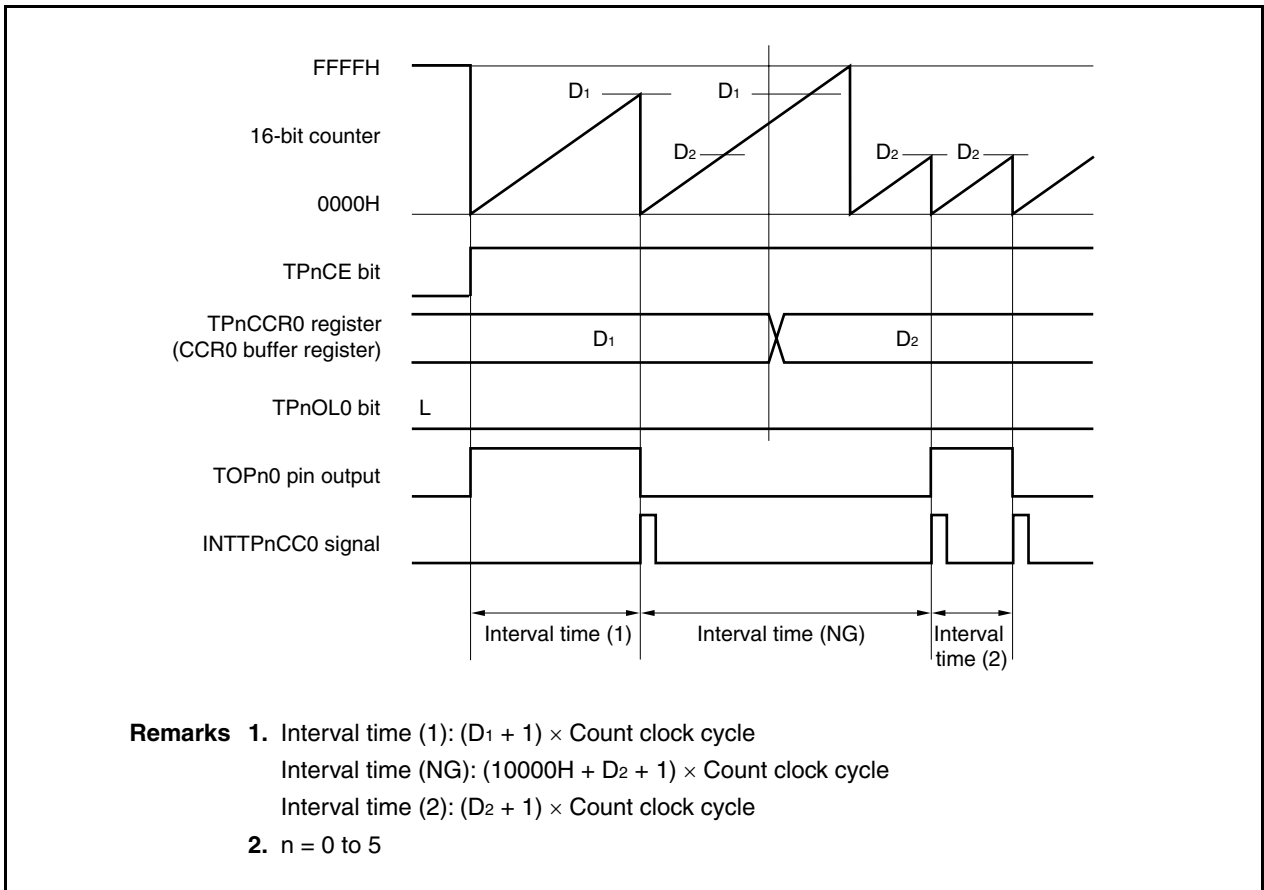 FFFFH
D1
D1
16-bit counter
D2
D2
D2
0000H
TPnCE bit
TPnCCR0 register
(CCR0 buffer register)
D1
D2
TPnOL0 bit
L
TOPn0 pin output
INTTPnCC0 signal
Interval time (1)
Interval time (NG)
Interval
time (2)
Remarks 1. Interval time (1): (D1 + 1) × Count clock cycle
Interval time (NG): (10000H + D2 + 1) × Count clock cycle
Interval time (2): (D2 + 1) × Count clock cycle
2. n = 0 to 5